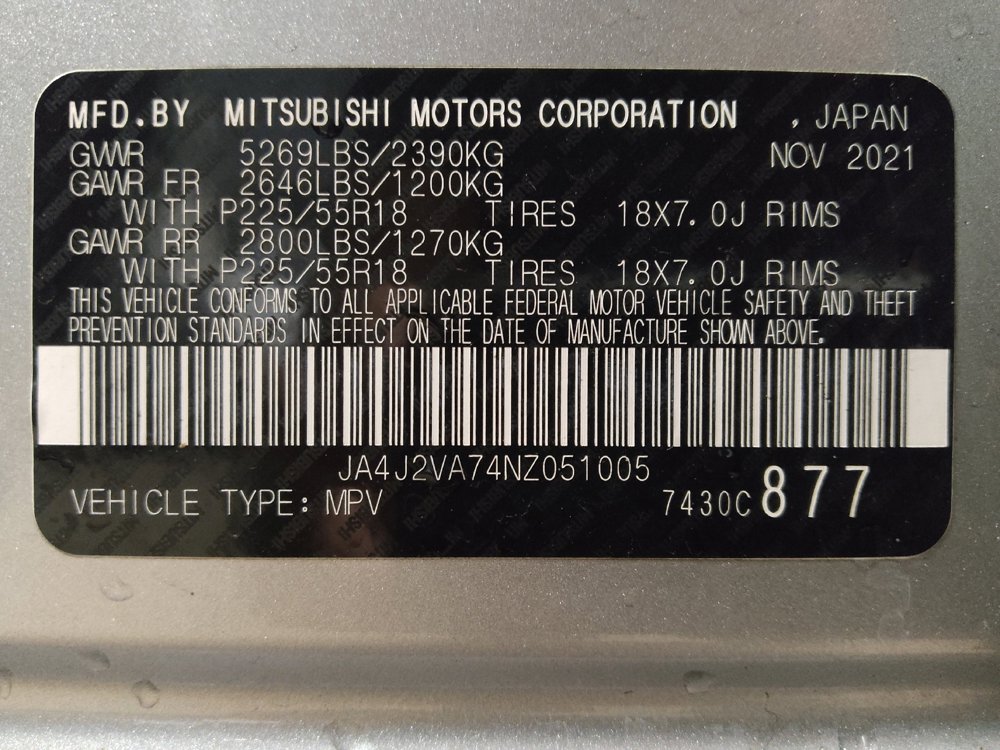 MFD.BY MITSUBISHI MOTORS CORPORATION , JAPAN
GVWR 5269LBS/2390KG NOV 2021
GAWR FR 2646LBS/1200KG
WITH P225/55R18 TIRES 18X7.0J RIMS
GAWR RR 2800LBS/1270KG
WITH P225/55R18 TIRES 18X7.0J RIMS
THIS VEHICLE CONFORMS TO ALL APPLICABLE FEDERAL MOTOR VEHICLE SAFETY AND THEFT
PREVENTION STANDARDS IN EFFECT ON THE DATE OF MANUFACTURE SHOWN ABOVE.
JA4J2VA74NZ051005
VEHICLE TYPE: MPV 7430C 877